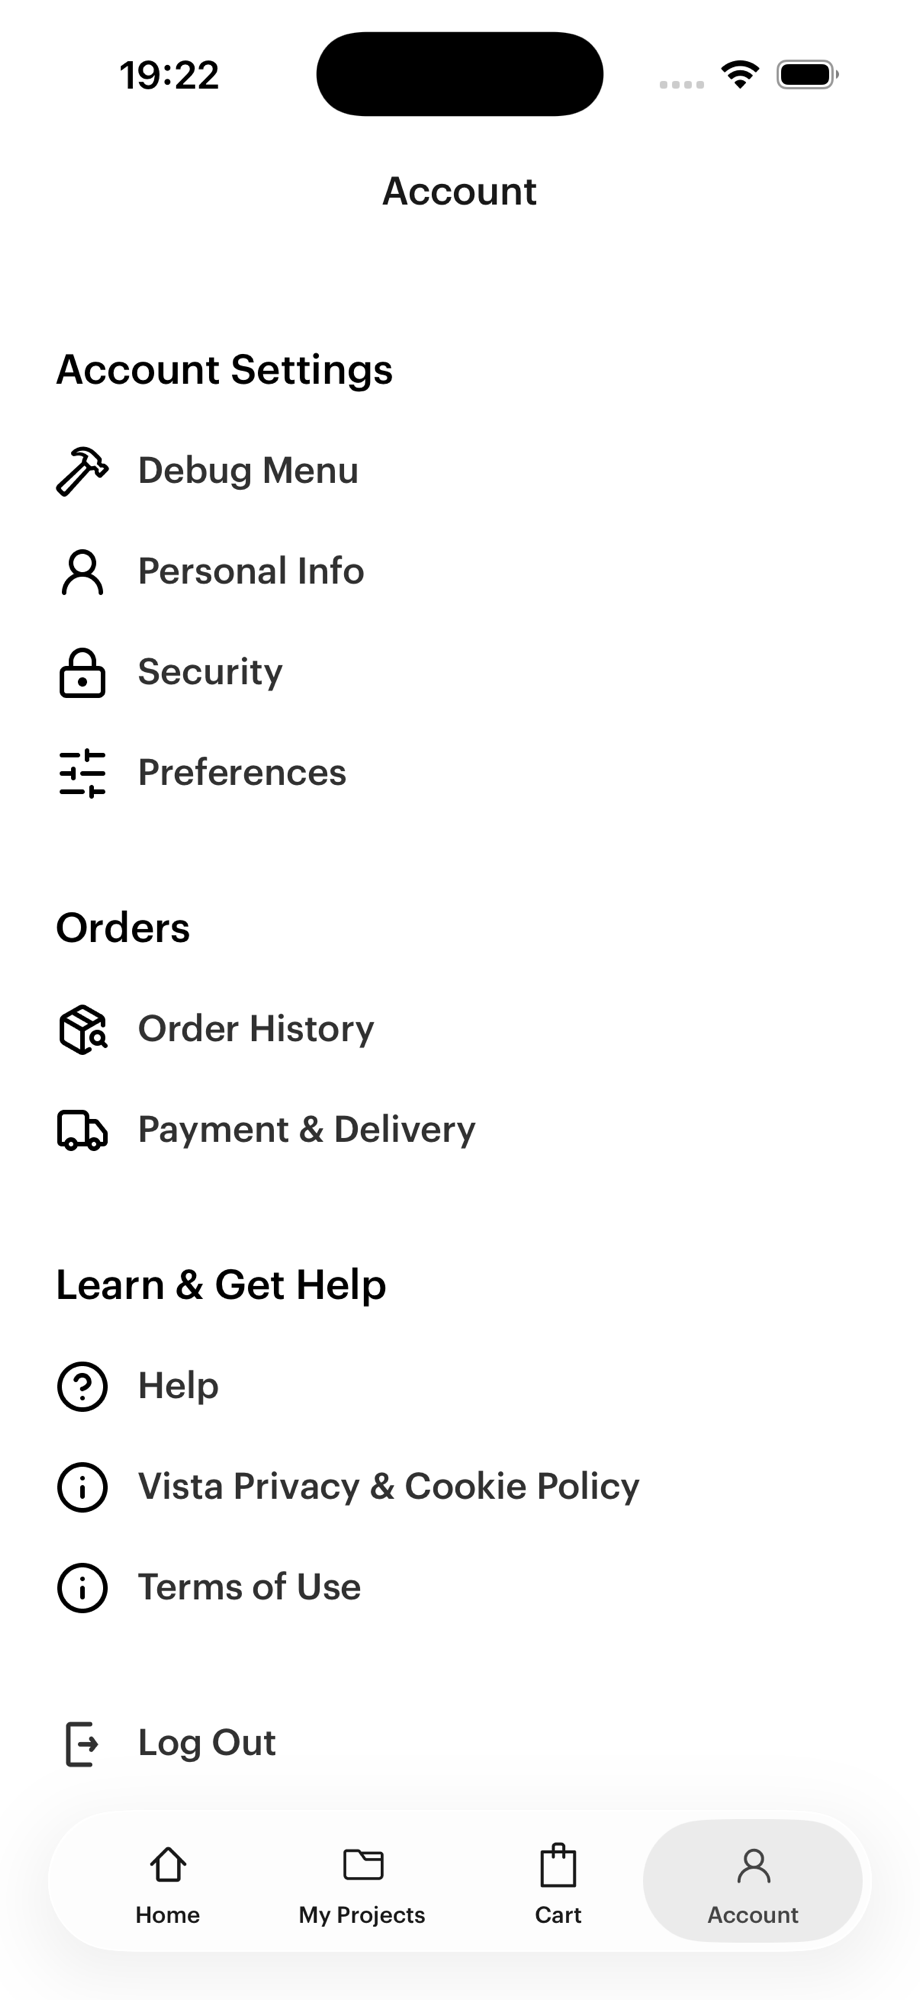 19:22
Account
Account Settings
Debug Menu
Personal Info
Security
Preferences
Orders
Order History
Payment & Delivery
Learn & Get Help
Help
Vista Privacy & Cookie Policy
Terms of Use
Log Out
Home
My Projects
Cart
Account